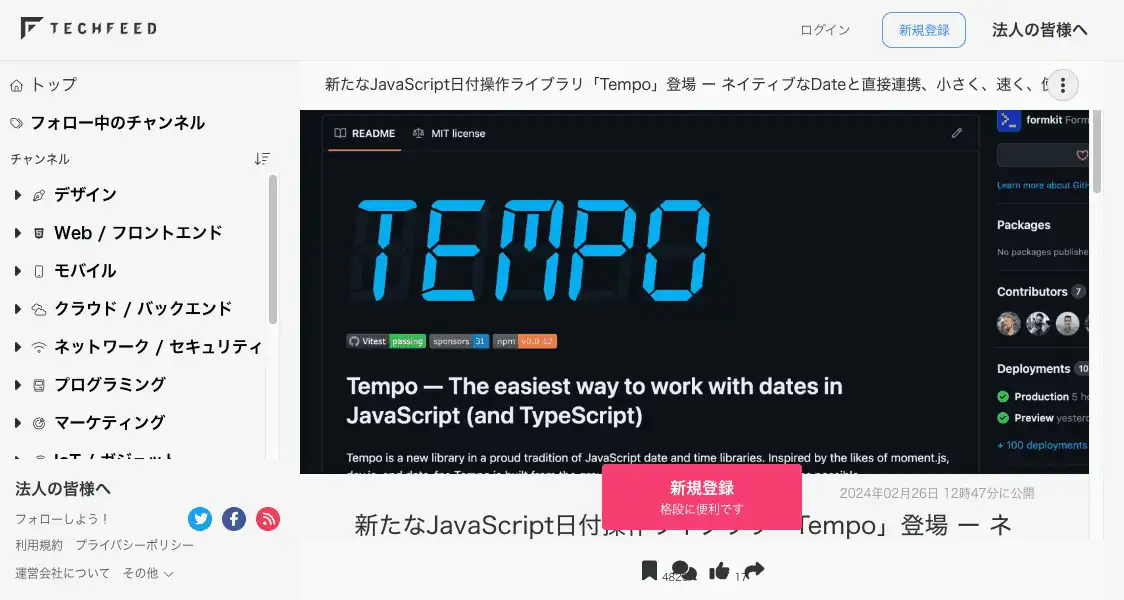 TECHFEED
ログイン
新規登録
法人の皆様へ
トップ
フォロー中のチャンネル
チャンネル
デザイン
Web / フロントエンド
モバイル
クラウド / バックエンド
ネットワーク / セキュリティ
プログラミング
マーケティング
IoT / ガジェット
法人の皆様へ
フォローしよう！
利用規約 プライバシーポリシー
運営会社について その他
新たなJavaScript日付操作ライブラリ「Tempo」登場 ー ネイティブなDateと直接連携、小さく、速く、
README MIT license
TEMPO
Vitest passing sponsors 31 npm v0.0.12
Tempo — The easiest way to work with dates in
JavaScript (and TypeScript)
Tempo is a new library in a proud tradition of JavaScript date and time libraries. Inspired by the likes of moment.js,
formkit Form
Learn more about GitH
Packages
No packages publishe
Contributors 7
Deployments 10
Production 5 h
Preview yester
+ 100 deployments
新規登録
格段に便利です
2024年02月26日 12時47分に公開
新たなJavaScript日付操作ライブラリ「Tempo」登場 ー ネ
17